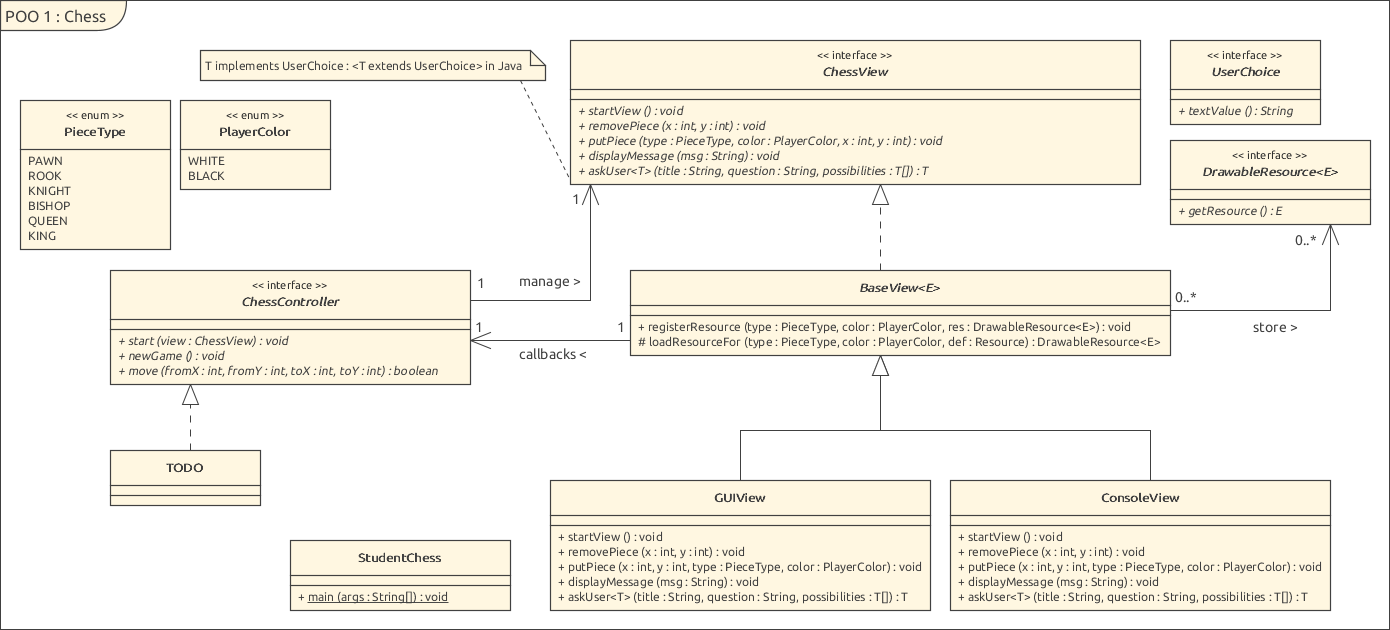 POO 1 : Chess
T implements UserChoice : <T extends UserChoice> in Java
<< interface >>
ChessView
+ startView () : void
+ removePiece (x : int, y : int) : void
+ putPiece (type : PieceType, color : PlayerColor, x : int, y : int) : void
+ displayMessage (msg : String) : void
+ askUser<T> (title : String, question : String, possibilities : T[]) : T
<< interface >>
UserChoice
+ textValue () : String
<< enum >>
PieceType
PAWN
ROOK
KNIGHT
BISHOP
QUEEN
KING
<< enum >>
PlayerColor
WHITE
BLACK
<< interface >>
DrawableResource<E>
+ getResource () : E
1
0..*
1
manage >
<< interface >>
ChessController
+ start (view : ChessView) : void
+ newGame () : void
+ move (fromX : int, fromY : int, toX : int, toY : int) : boolean
1
1
callbacks <
BaseView<E>
+ registerResource (type : PieceType, color : PlayerColor, res : DrawableResource<E>) : void
# loadResourceFor (type : PieceType, color : PlayerColor, def : Resource) : DrawableResource<E>
0..*
store >
TODO
StudentChess
+ main (args : String[]) : void
GUIView
+ startView () : void
+ removePiece (x : int, y : int) : void
+ putPiece (x : int, y : int, type : PieceType, color : PlayerColor) : void
+ displayMessage (msg : String) : void
+ askUser<T> (title : String, question : String, possibilities : T[]) : T
ConsoleView
+ startView () : void
+ removePiece (x : int, y : int) : void
+ putPiece (x : int, y : int, type : PieceType, color : PlayerColor) : void
+ displayMessage (msg : String) : void
+ askUser<T> (title : String, question : String, possibilities : T[]) : T